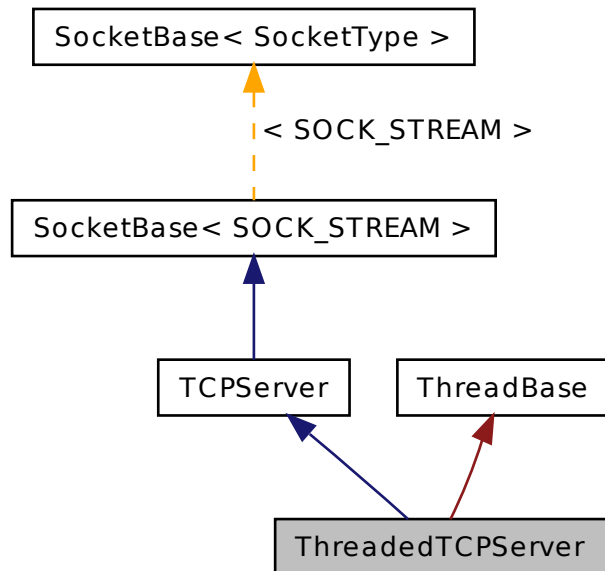 SocketBase< SocketType >
< SOCK_STREAM >
SocketBase< SOCK_STREAM >
TCPServer
ThreadBase
ThreadedTCPServer